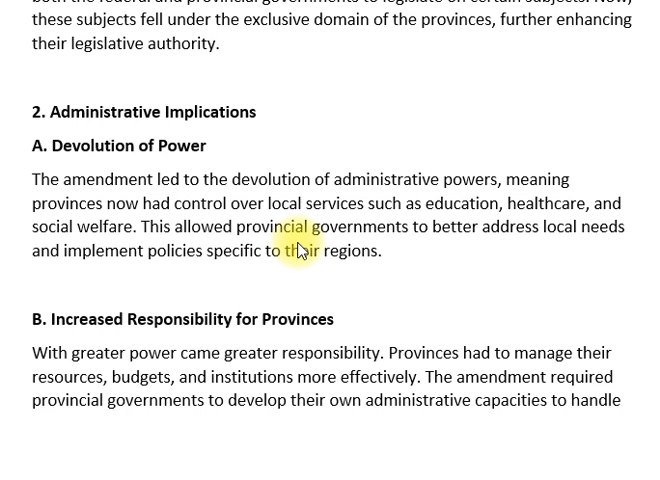 these subjects fell under the exclusive domain of the provinces, further enhancing
their legislative authority.
2. Administrative Implications
A. Devolution of Power
The amendment led to the devolution of administrative powers, meaning
provinces now had control over local services such as education, healthcare, and
social welfare. This allowed provincial governments to better address local needs
and implement policies specific to their regions.
B. Increased Responsibility for Provinces
With greater power came greater responsibility. Provinces had to manage their
resources, budgets, and institutions more effectively. The amendment required
provincial governments to develop their own administrative capacities to handle